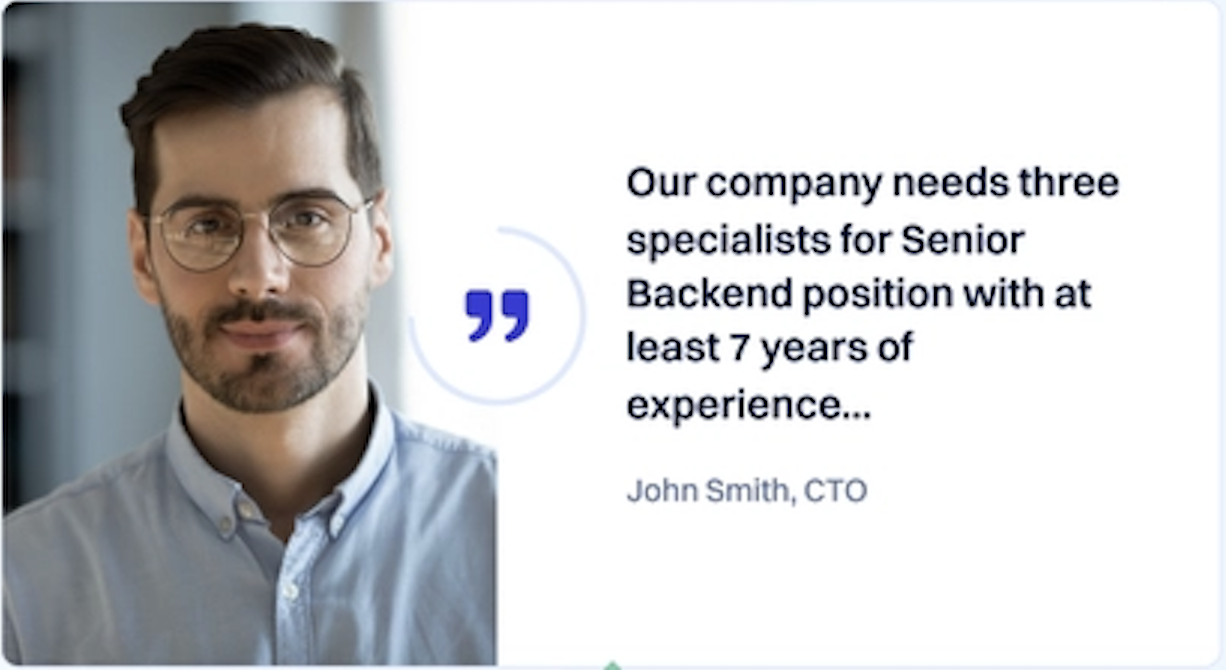 Our company needs three
specialists for Senior
Backend position with at
least 7 years of
experience...
John Smith, CTO